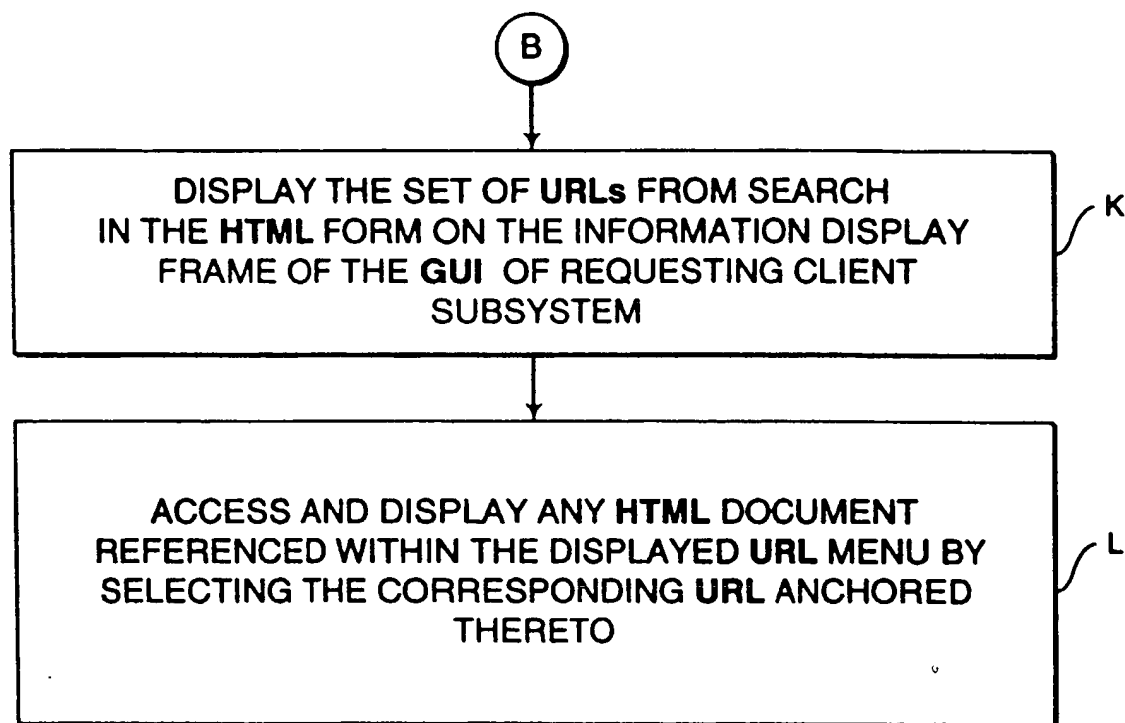 B
DISPLAY THE SET OF URLs FROM SEARCH
IN THE HTML FORM ON THE INFORMATION DISPLAY
FRAME OF THE GUI OF REQUESTING CLIENT
SUBSYSTEM
K
ACCESS AND DISPLAY ANY HTML DOCUMENT
REFERENCED WITHIN THE DISPLAYED URL MENU BY
SELECTING THE CORRESPONDING URL ANCHORED
THERETO
L